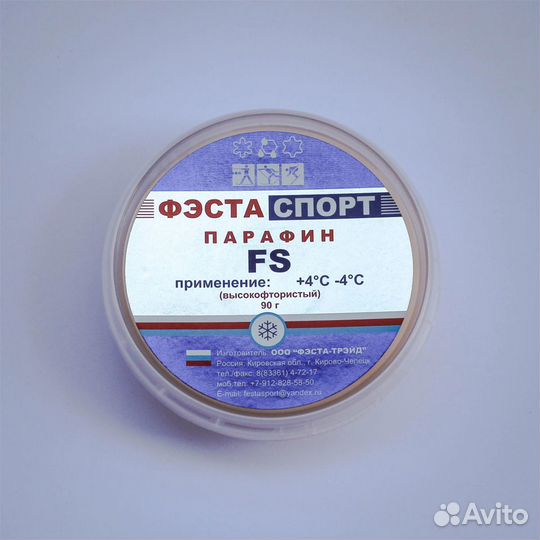 ФЭСТА СПОРТ
ПАРАФИН
FS
применение: +4°C -4°C
(высокофтористый)
90 г
Изготовитель: ООО "ФЭСТА-ТРЭЙД"
Россия, Кировская обл., г. Кирово-Чепецк
тел./факс: 8(83361) 4-72-17
моб.тел: +7-912-828-58-50
E-mail: festasport@yandex.ru
Avito